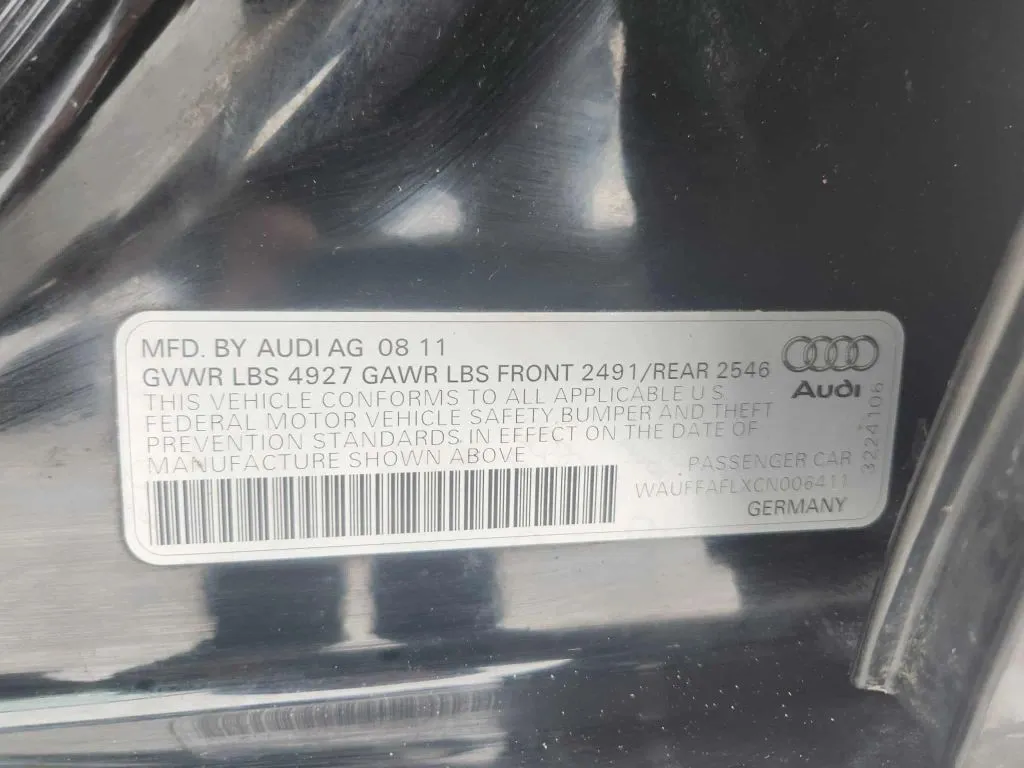 MFD. BY AUDI AG 08 11
GVWR LBS 4927 GAWR LBS FRONT 2491/REAR 2546
THIS VEHICLE CONFORMS TO ALL APPLICABLE U S
FEDERAL MOTOR VEHICLE SAFETY, BUMPER AND THEFT
PREVENTION STANDARDS IN EFFECT ON THE DATE OF
MANUFACTURE SHOWN ABOVE
Audi
PASSENGER CAR
WAUFFAFLXCN006411
GERMANY
3224106